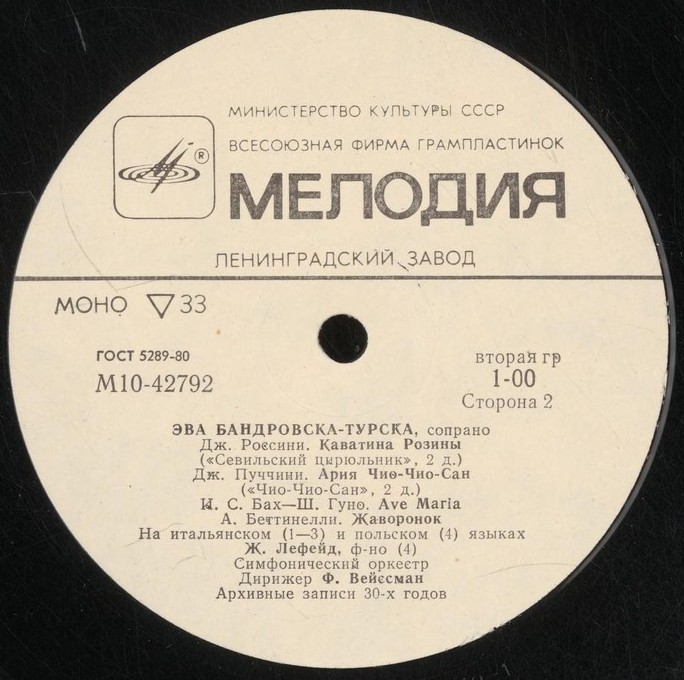 МИНИСТЕРСТВО КУЛЬТУРЫ СССР
ВСЕСОЮЗНАЯ ФИРМА ГРАМПЛАСТИНОК
®
МЕЛОДИЯ
ЛЕНИНГРАДСКИЙ ЗАВОД
МОНО ▽ 33
ГОСТ 5289-80
М10-42792
вторая гр
1-00
Сторона 2
ЭВА БАНДРОВСКА-ТУРСКА, сопрано
Дж. Россини. Каватина Розины
(«Севильский цирюльник», 2 д.)
Дж. Пуччини. Ария Чио-Чио-Сан
(«Чио-Чио-Сан», 2 д.)
И. С. Бах—Ш. Гуно. Ave Maria
А. Беттинелли. Жаворонок
На итальянском (1—3) и польском (4) языках
Ж. Лефейд, ф-но (4)
Симфонический оркестр
Дирижер Ф. Вейссман
Архивные записи 30-х годов